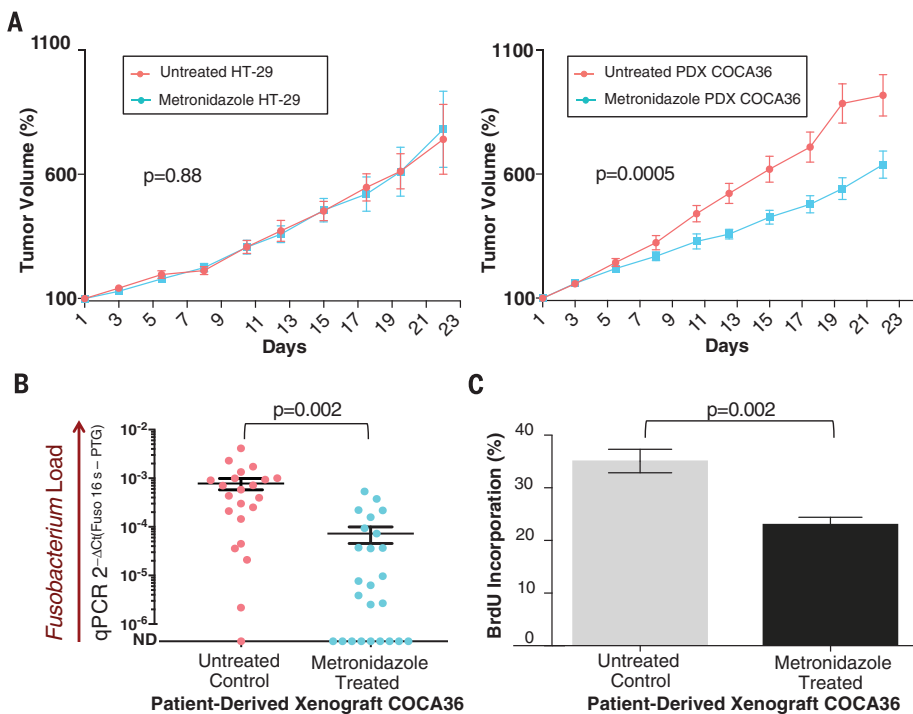 A
1100
600
100
Tumor Volume (%)
Untreated HT-29
Metronidazole HT-29
p=0.88
1 3 5 7 9 11 13 15 17 19 21 23
Days
1100
600
100
Tumor Volume (%)
Untreated PDX COCA36
Metronidazole PDX COCA36
p=0.0005
1 3 5 7 9 11 13 15 17 19 21 23
Days
B
p=0.002
Fusobacterium Load
qPCR 2^−ΔCt(Fuso 16 s – PTG)
10^-2
10^-3
10^-4
10^-5
10^-6
ND
Untreated Control
Metronidazole Treated
Patient-Derived Xenograft COCA36
C
p=0.002
BrdU Incorporation (%)
40
30
20
10
0
Untreated Control
Metronidazole Treated
Patient-Derived Xenograft COCA36